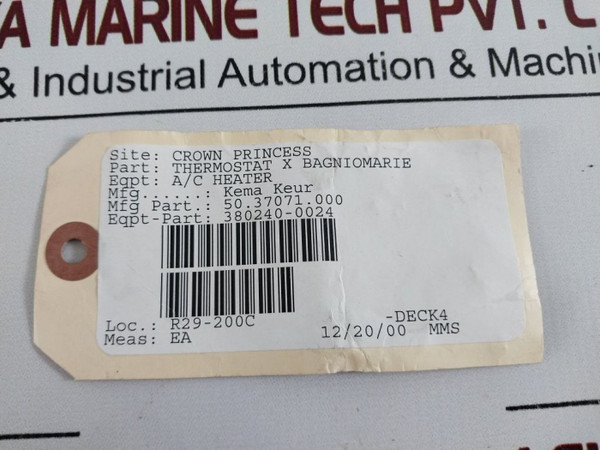 A MARINE TECH PVT.
& Industrial Automation &
Site: CROWN PRINCESS
Part: THERMOSTAT X BAGNIOMARIE
Eqpt: A/C HEATER
Mfg......: Kema Keur
Mfg Part.: 50.37071.000
Eqpt-Part: 380240-0024
Loc.: R29-200C -DECK4
Meas: EA 12/20/00 MMS